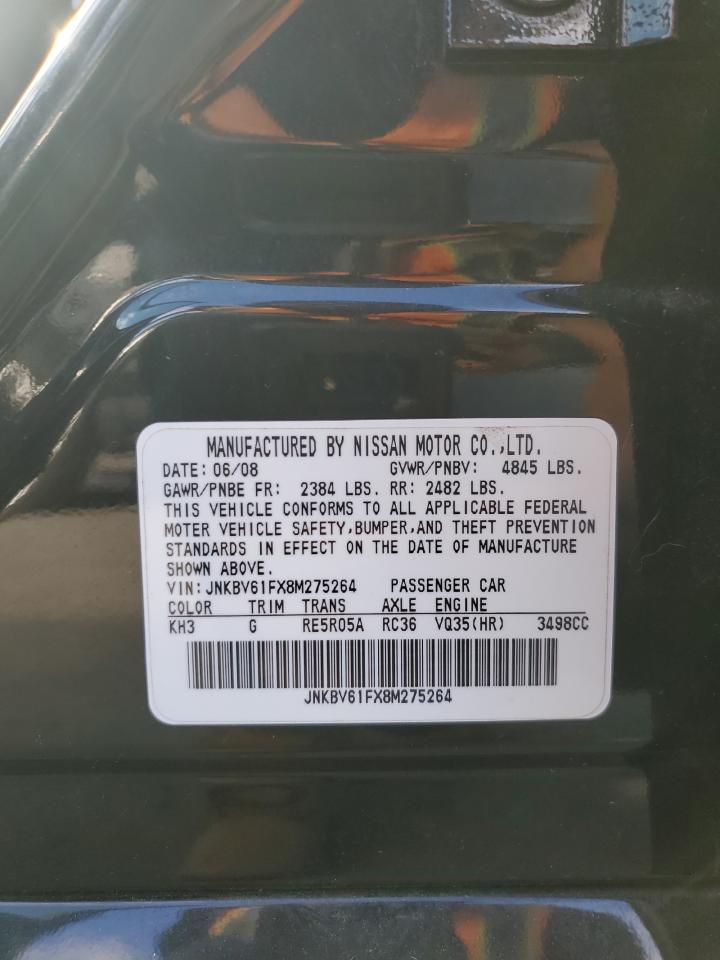 MANUFACTURED BY NISSAN MOTOR CO.,LTD.
DATE: 06/08 GVWR/PNBV: 4845 LBS.
GAWR/PNBE FR: 2384 LBS. RR: 2482 LBS.
THIS VEHICLE CONFORMS TO ALL APPLICABLE FEDERAL
MOTER VEHICLE SAFETY,BUMPER,AND THEFT PREVENTION
STANDARDS IN EFFECT ON THE DATE OF MANUFACTURE
SHOWN ABOVE.
VIN:JNKBV61FX8M275264 PASSENGER CAR
COLOR TRIM TRANS AXLE ENGINE
KH3 G RE5R05A RC36 VQ35(HR) 3498CC
JNKBV61FX8M275264